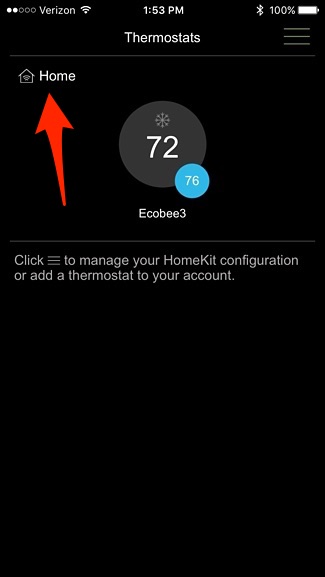 Verizon 1:53 PM 100%
Thermostats
Home
72
76
Ecobee3
Click to manage your HomeKit configuration
or add a thermostat to your account.